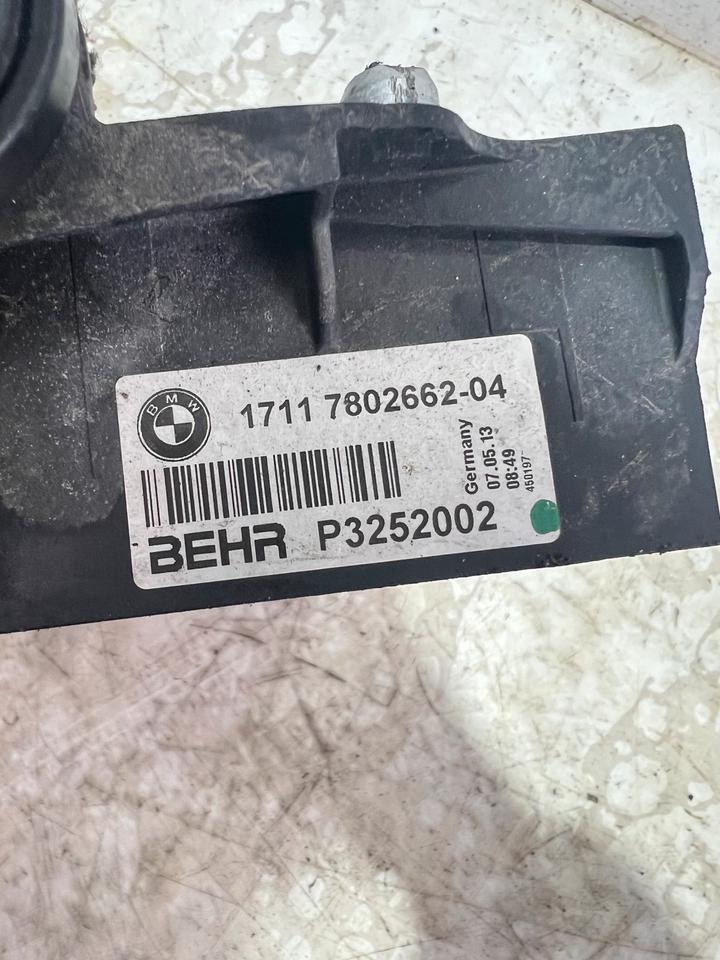 BMW
1711 7802662-04
Germany
07.05.13
08:49
450197-
BEHR P3252002